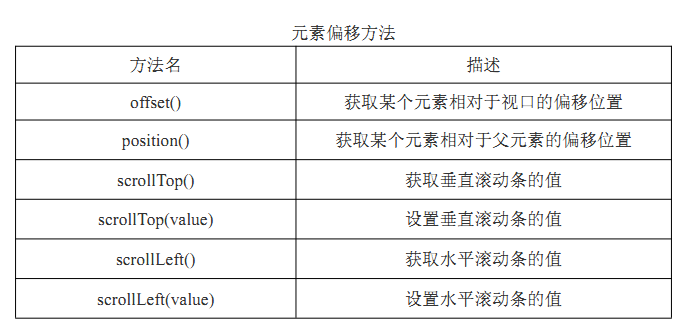 元素偏移方法
方法名 描述
offset() 获取某个元素相对于视口的偏移位置
position() 获取某个元素相对于父元素的偏移位置
scrollTop() 获取垂直滚动条的值
scrollTop(value) 设置垂直滚动条的值
scrollLeft() 获取水平滚动条的值
scrollLeft(value) 设置水平滚动条的值